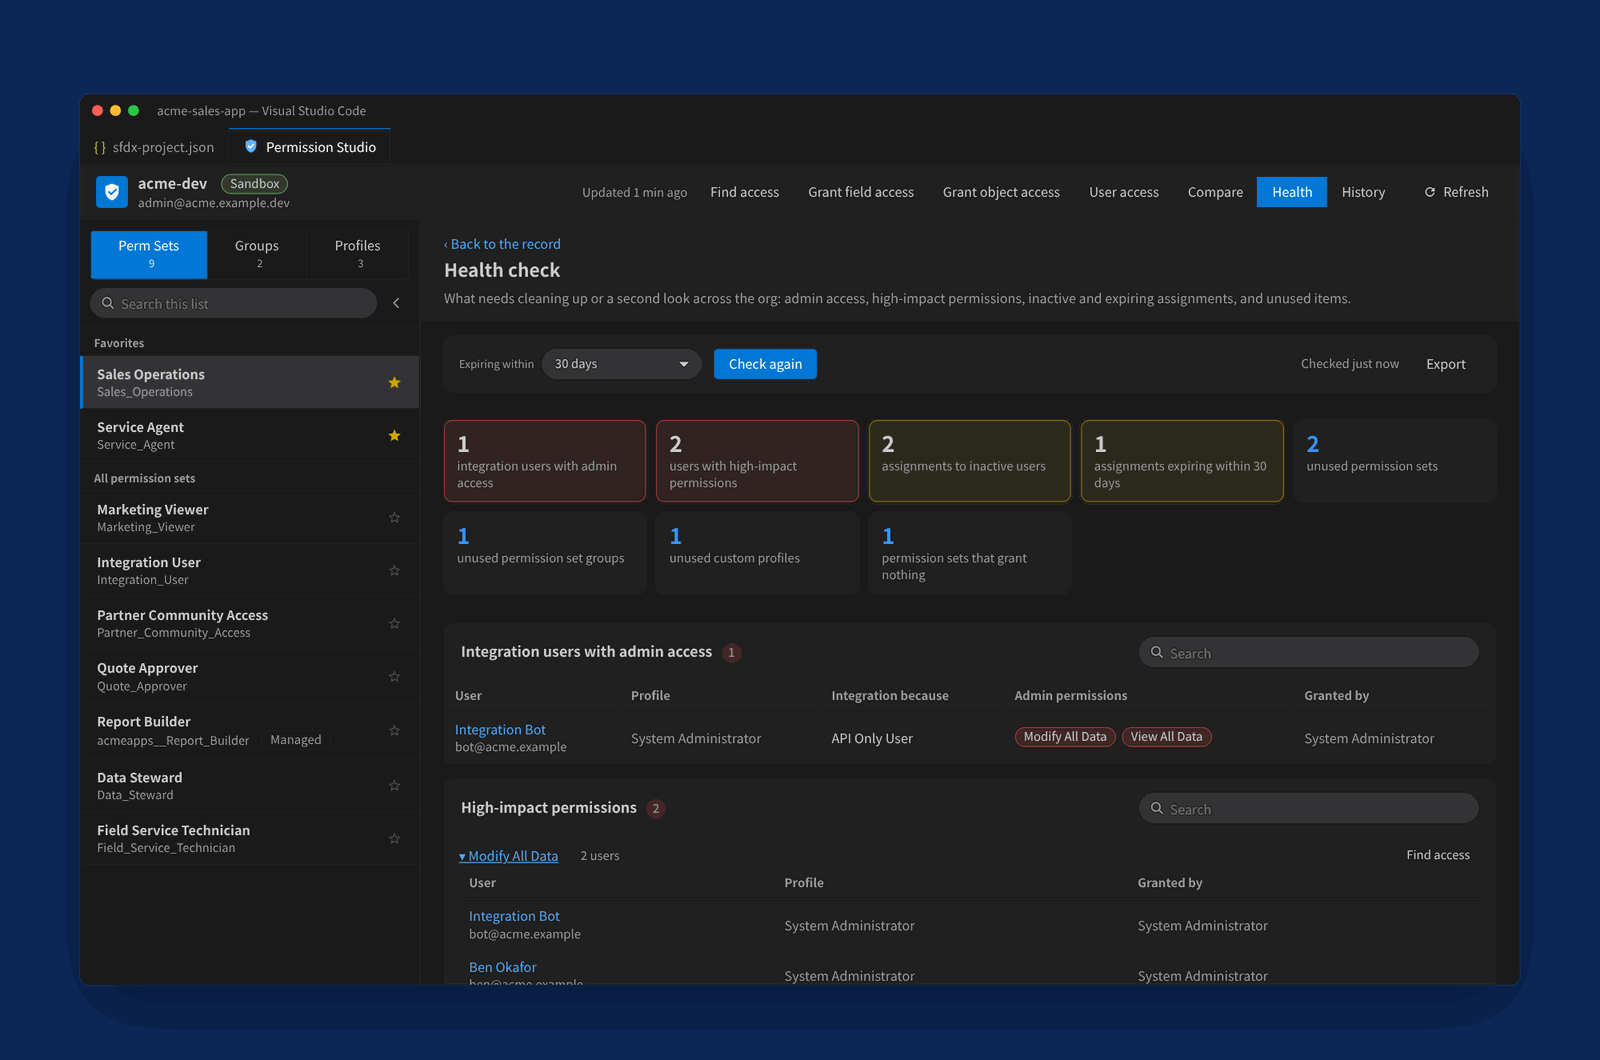 acme-sales-app — Visual Studio Code
{} sfdx-project.json
Permission Studio
acme-dev
Sandbox
admin@acme.example.dev
Updated 1 min ago
Find access
Grant field access
Grant object access
User access
Compare
Health
History
Refresh
Perm Sets
9
Groups
2
Profiles
3
Search this list
Favorites
Sales Operations
Sales_Operations
Service Agent
Service_Agent
All permission sets
Marketing Viewer
Marketing_Viewer
Integration User
Integration_User
Partner Community Access
Partner_Community_Access
Quote Approver
Quote_Approver
Report Builder
acmeapps__Report_Builder
Managed
Data Steward
Data_Steward
Field Service Technician
Field_Service_Technician
‹ Back to the record
Health check
What needs cleaning up or a second look across the org: admin access, high-impact permissions, inactive and expiring assignments, and unused items.
Expiring within
30 days
Check again
Checked just now
Export
1
integration users with admin
access
2
users with high-impact
permissions
2
assignments to inactive users
1
assignments expiring within 30
days
2
unused permission sets
1
unused permission set groups
1
unused custom profiles
1
permission sets that grant
nothing
Integration users with admin access
1
Search
User
Profile
Integration because
Admin permissions
Granted by
Integration Bot
bot@acme.example
System Administrator
API Only User
Modify All Data
View All Data
System Administrator
High-impact permissions
2
Search
▾ Modify All Data
2 users
Find access
User
Profile
Granted by
Integration Bot
bot@acme.example
System Administrator
System Administrator
Ben Okafor
ben@acme.example
System Administrator
System Administrator